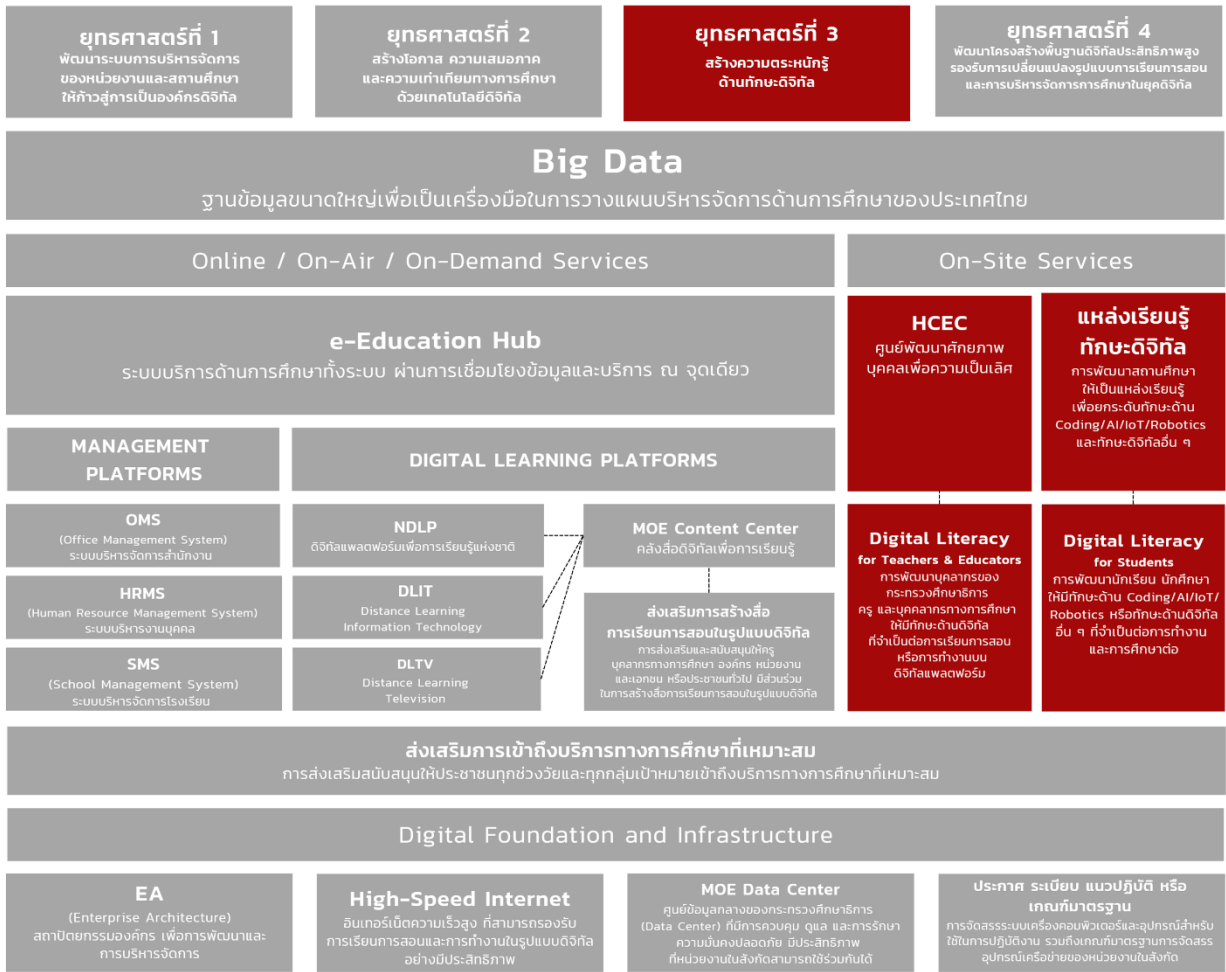 ยุทธศาสตร์ที่ 1
พัฒนาระบบการบริหารจัดการ
ของหน่วยงานและสถานศึกษา
ให้ก้าวสู่การเป็นองค์กรดิจิทัล
ยุทธศาสตร์ที่ 2
สร้างโอกาส ความเสมอภาค
และความเท่าเทียมทางการศึกษา
ด้วยเทคโนโลยีดิจิทัล
ยุทธศาสตร์ที่ 3
สร้างความตระหนักรู้
ด้านทักษะดิจิทัล
ยุทธศาสตร์ที่ 4
พัฒนาโครงสร้างพื้นฐานดิจิทัลประสิทธิภาพสูง
รองรับการเปลี่ยนแปลงรูปแบบการเรียนการสอน
และการบริหารจัดการการศึกษาในยุคดิจิทัล
Big Data
ฐานข้อมูลขนาดใหญ่เพื่อเป็นเครื่องมือในการวางแผนบริหารจัดการด้านการศึกษาของประเทศไทย
Online / On-Air / On-Demand Services
On-Site Services
e-Education Hub
ระบบบริการด้านการศึกษาทั้งระบบ ผ่านการเชื่อมโยงข้อมูลและบริการ ณ จุดเดียว
HCEC
ศูนย์พัฒนาศักยภาพ
บุคคลเพื่อความเป็นเลิศ
แหล่งเรียนรู้
ทักษะดิจิทัล
การพัฒนาสถานศึกษา
ให้เป็นแหล่งเรียนรู้
เพื่อยกระดับทักษะด้าน
Coding/AI/IoT/Robotics
และทักษะดิจิทัลอื่น ๆ
MANAGEMENT
PLATFORMS
DIGITAL LEARNING PLATFORMS
OMS
(Office Management System)
ระบบบริหารจัดการสำนักงาน
HRMS
(Human Resource Management System)
ระบบบริหารงานบุคคล
SMS
(School Management System)
ระบบบริหารจัดการโรงเรียน
NDLP
ดิจิทัลแพลตฟอร์มเพื่อการเรียนรู้แห่งชาติ
DLIT
Distance Learning
Information Technology
DLTV
Distance Learning
Television
MOE Content Center
คลังสื่อดิจิทัลเพื่อการเรียนรู้
ส่งเสริมการสร้างสื่อ
การเรียนการสอนในรูปแบบดิจิทัล
การส่งเสริมและสนับสนุนให้ครู
บุคลากรทางการศึกษา องค์กร หน่วยงาน
และเอกชน หรือประชาชนทั่วไป มีส่วนร่วม
ในการสร้างสื่อการเรียนการสอนในรูปแบบดิจิทัล
Digital Literacy
for Teachers & Educators
การพัฒนาบุคลากรของ
กระทรวงศึกษาธิการ
ครู และบุคลากรทางการศึกษา
ให้มีทักษะด้านดิจิทัล
ที่จำเป็นต่อการเรียนการสอน
หรือการทำงานบน
ดิจิทัลแพลตฟอร์ม
Digital Literacy
for Students
การพัฒนานักเรียน นักศึกษา
ให้มีทักษะด้าน Coding/AI/IoT/
Robotics หรือทักษะด้านดิจิทัล
อื่น ๆ ที่จำเป็นต่อการทำงาน
และการศึกษาต่อ
ส่งเสริมการเข้าถึงบริการทางการศึกษาที่เหมาะสม
การส่งเสริมสนับสนุนให้ประชาชนทุกช่วงวัยและทุกกลุ่มเป้าหมายเข้าถึงบริการทางการศึกษาที่เหมาะสม
Digital Foundation and Infrastructure
EA
(Enterprise Architecture)
สถาปัตยกรรมองค์กร เพื่อการพัฒนาและ
การบริหารจัดการ
High-Speed Internet
อินเทอร์เน็ตความเร็วสูง ที่สามารถรองรับ
การเรียนการสอนและการทำงานในรูปแบบดิจิทัล
อย่างมีประสิทธิภาพ
MOE Data Center
ศูนย์ข้อมูลกลางของกระทรวงศึกษาธิการ
(Data Center) ที่มีการควบคุม ดูแล และการรักษา
ความมั่นคงปลอดภัย มีประสิทธิภาพ
ที่หน่วยงานในสังกัดสามารถใช้ร่วมกันได้
ประกาศ ระเบียบ แนวปฏิบัติ หรือ
เกณฑ์มาตรฐาน
การจัดสรรระบบเครื่องคอมพิวเตอร์และอุปกรณ์สำหรับ
ใช้ในการปฏิบัติงาน รวมถึงเกณฑ์มาตรฐานการจัดสรร
อุปกรณ์เครือข่ายของหน่วยงานในสังกัด